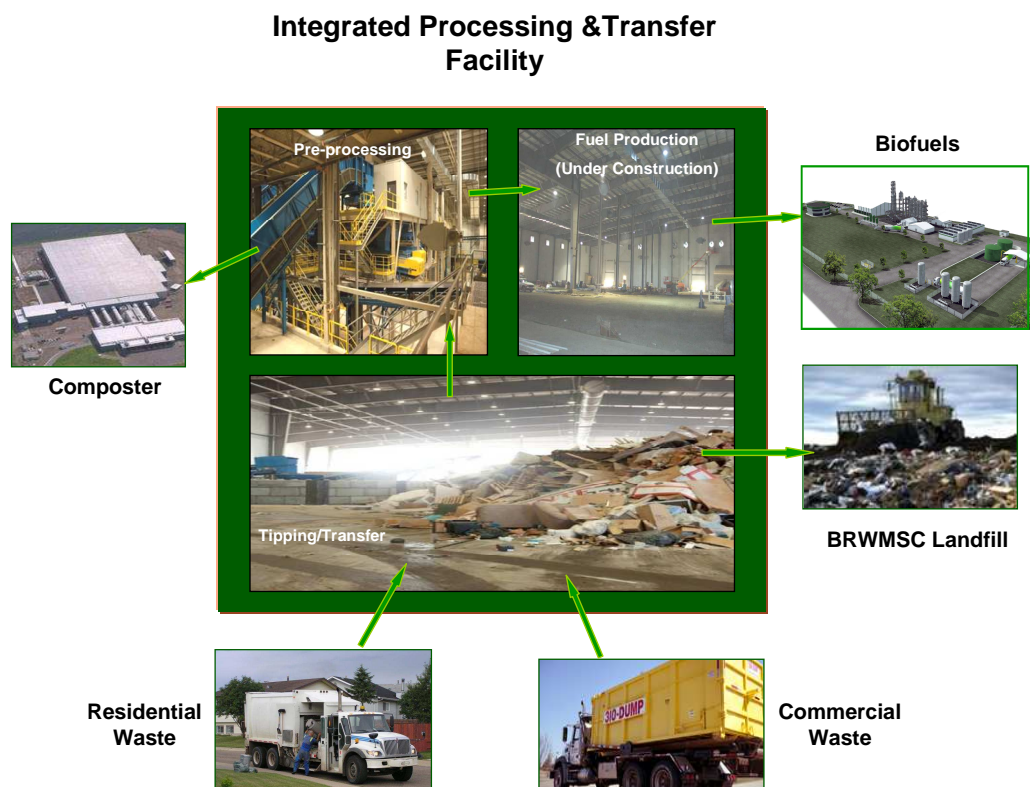 Integrated Processing &Transfer
Facility
Pre-processing
Fuel Production
(Under Construction)
Biofuels
Composter
Tipping/Transfer
BRWMSC Landfill
Residential
Waste
310-DUMP
Commercial
Waste